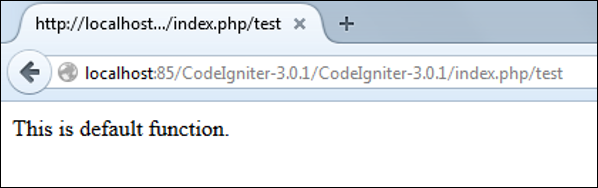 http://localhost.../index.php/test
localhost:85/CodeIgniter-3.0.1/CodeIgniter-3.0.1/index.php/test
This is default function.